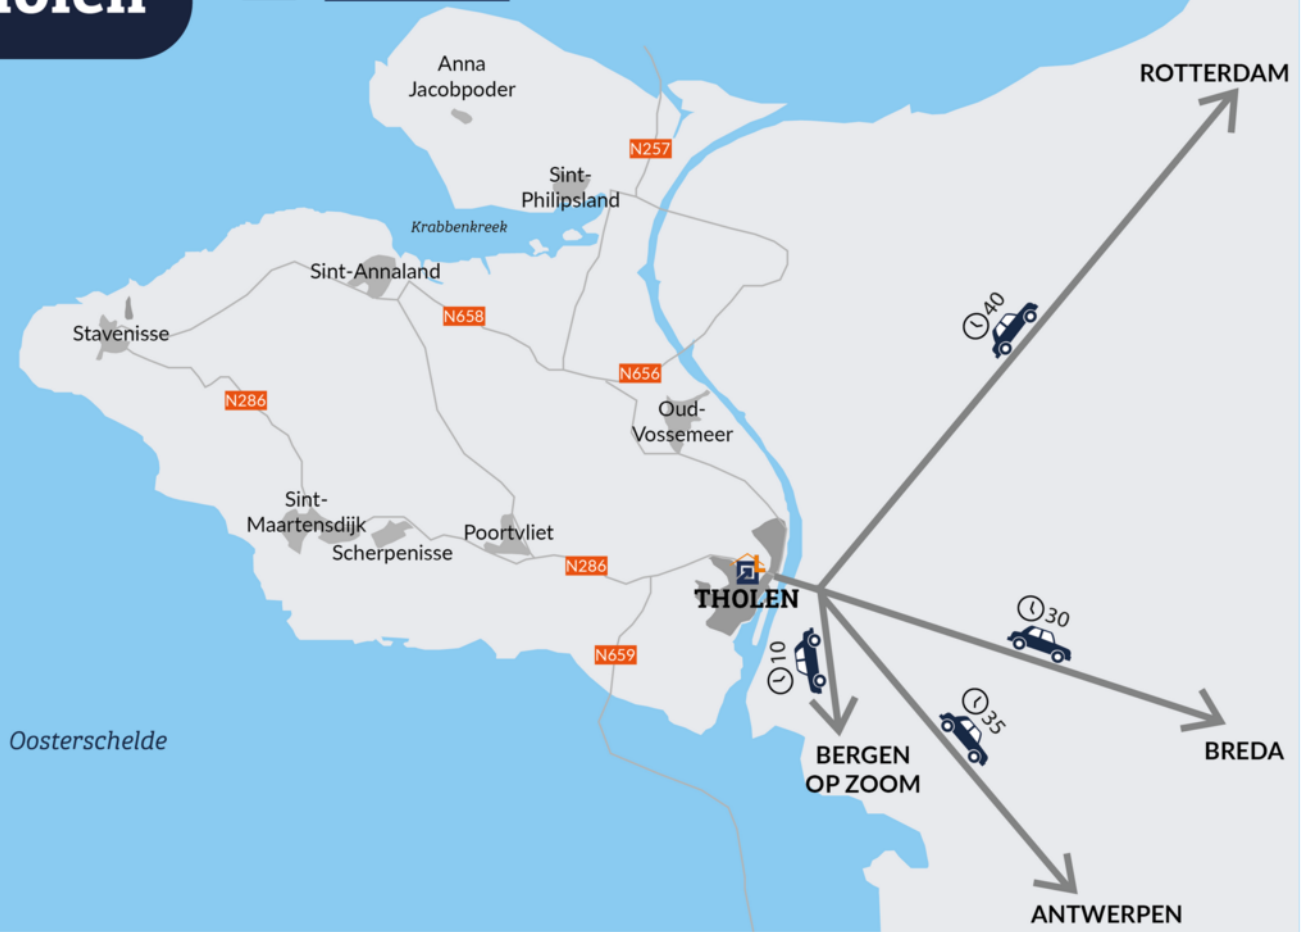 Anna
Jacobpoder
ROTTERDAM
N257
Sint-
Philipsland
Krabbenkreek
Sint-Annaland
40
N658
Stavenisse
N656
N286
Oud-
Vossemeer
Sint-
Maartensdijk
Scherpenisse
Poortvliet
N286
THOLEN
30
N659
10
35
Oosterschelde
BERGEN
OP ZOOM
BREDA
ANTWERPEN